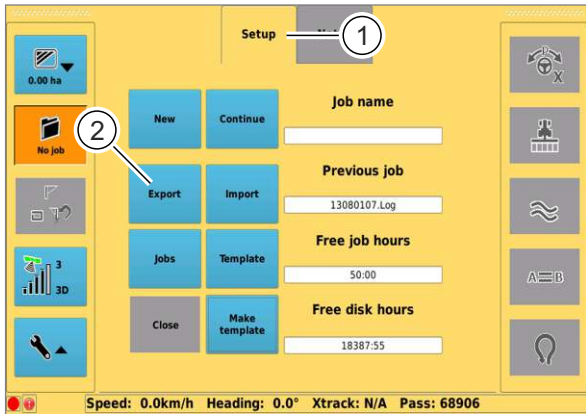 Setup
1
0.00 ha
No job
2
New
Continue
Job name
Export
Import
Previous job
13080107.Log
Jobs
Template
Free job hours
50:00
Close
Make
template
Free disk hours
18387:55
3
3D
X
A B
Speed: 0.0km/h Heading: 0.0° Xtrack: N/A Pass: 68906